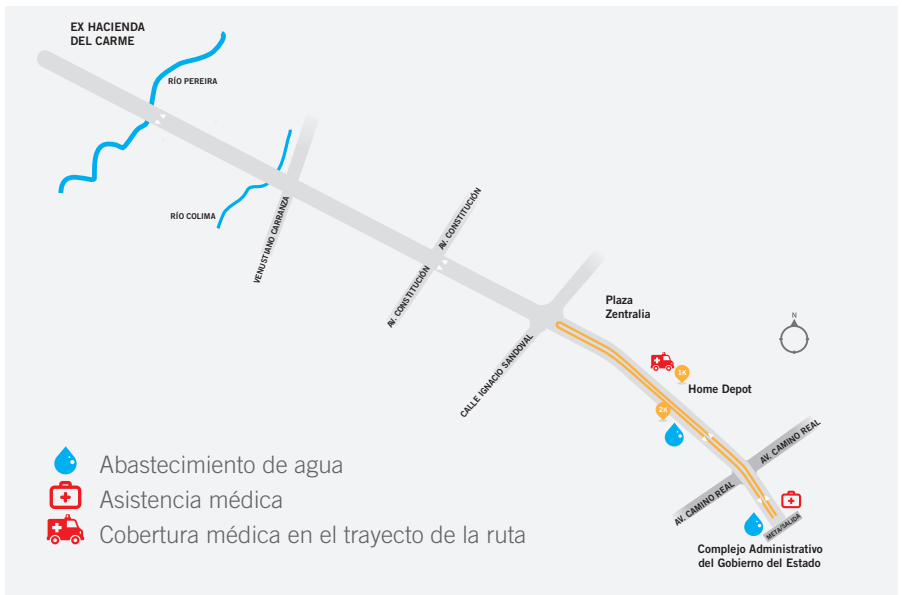 EX HACIENDA
DEL CARME
RÍO PEREIRA
RÍO COLIMA
VENUSTIANO CARRANZA
AV. CONSTITUCIÓN
AV. CONSTITUCIÓN
CALLE IGNACIO SANDOVAL
Plaza
Zentralia
N
1K
Home Depot
2K
AV. CAMINO REAL
AV. CAMINO REAL
META/SALIDA
Complejo Administrativo
del Gobierno del Estado
Abastecimiento de agua
Asistencia médica
Cobertura médica en el trayecto de la ruta